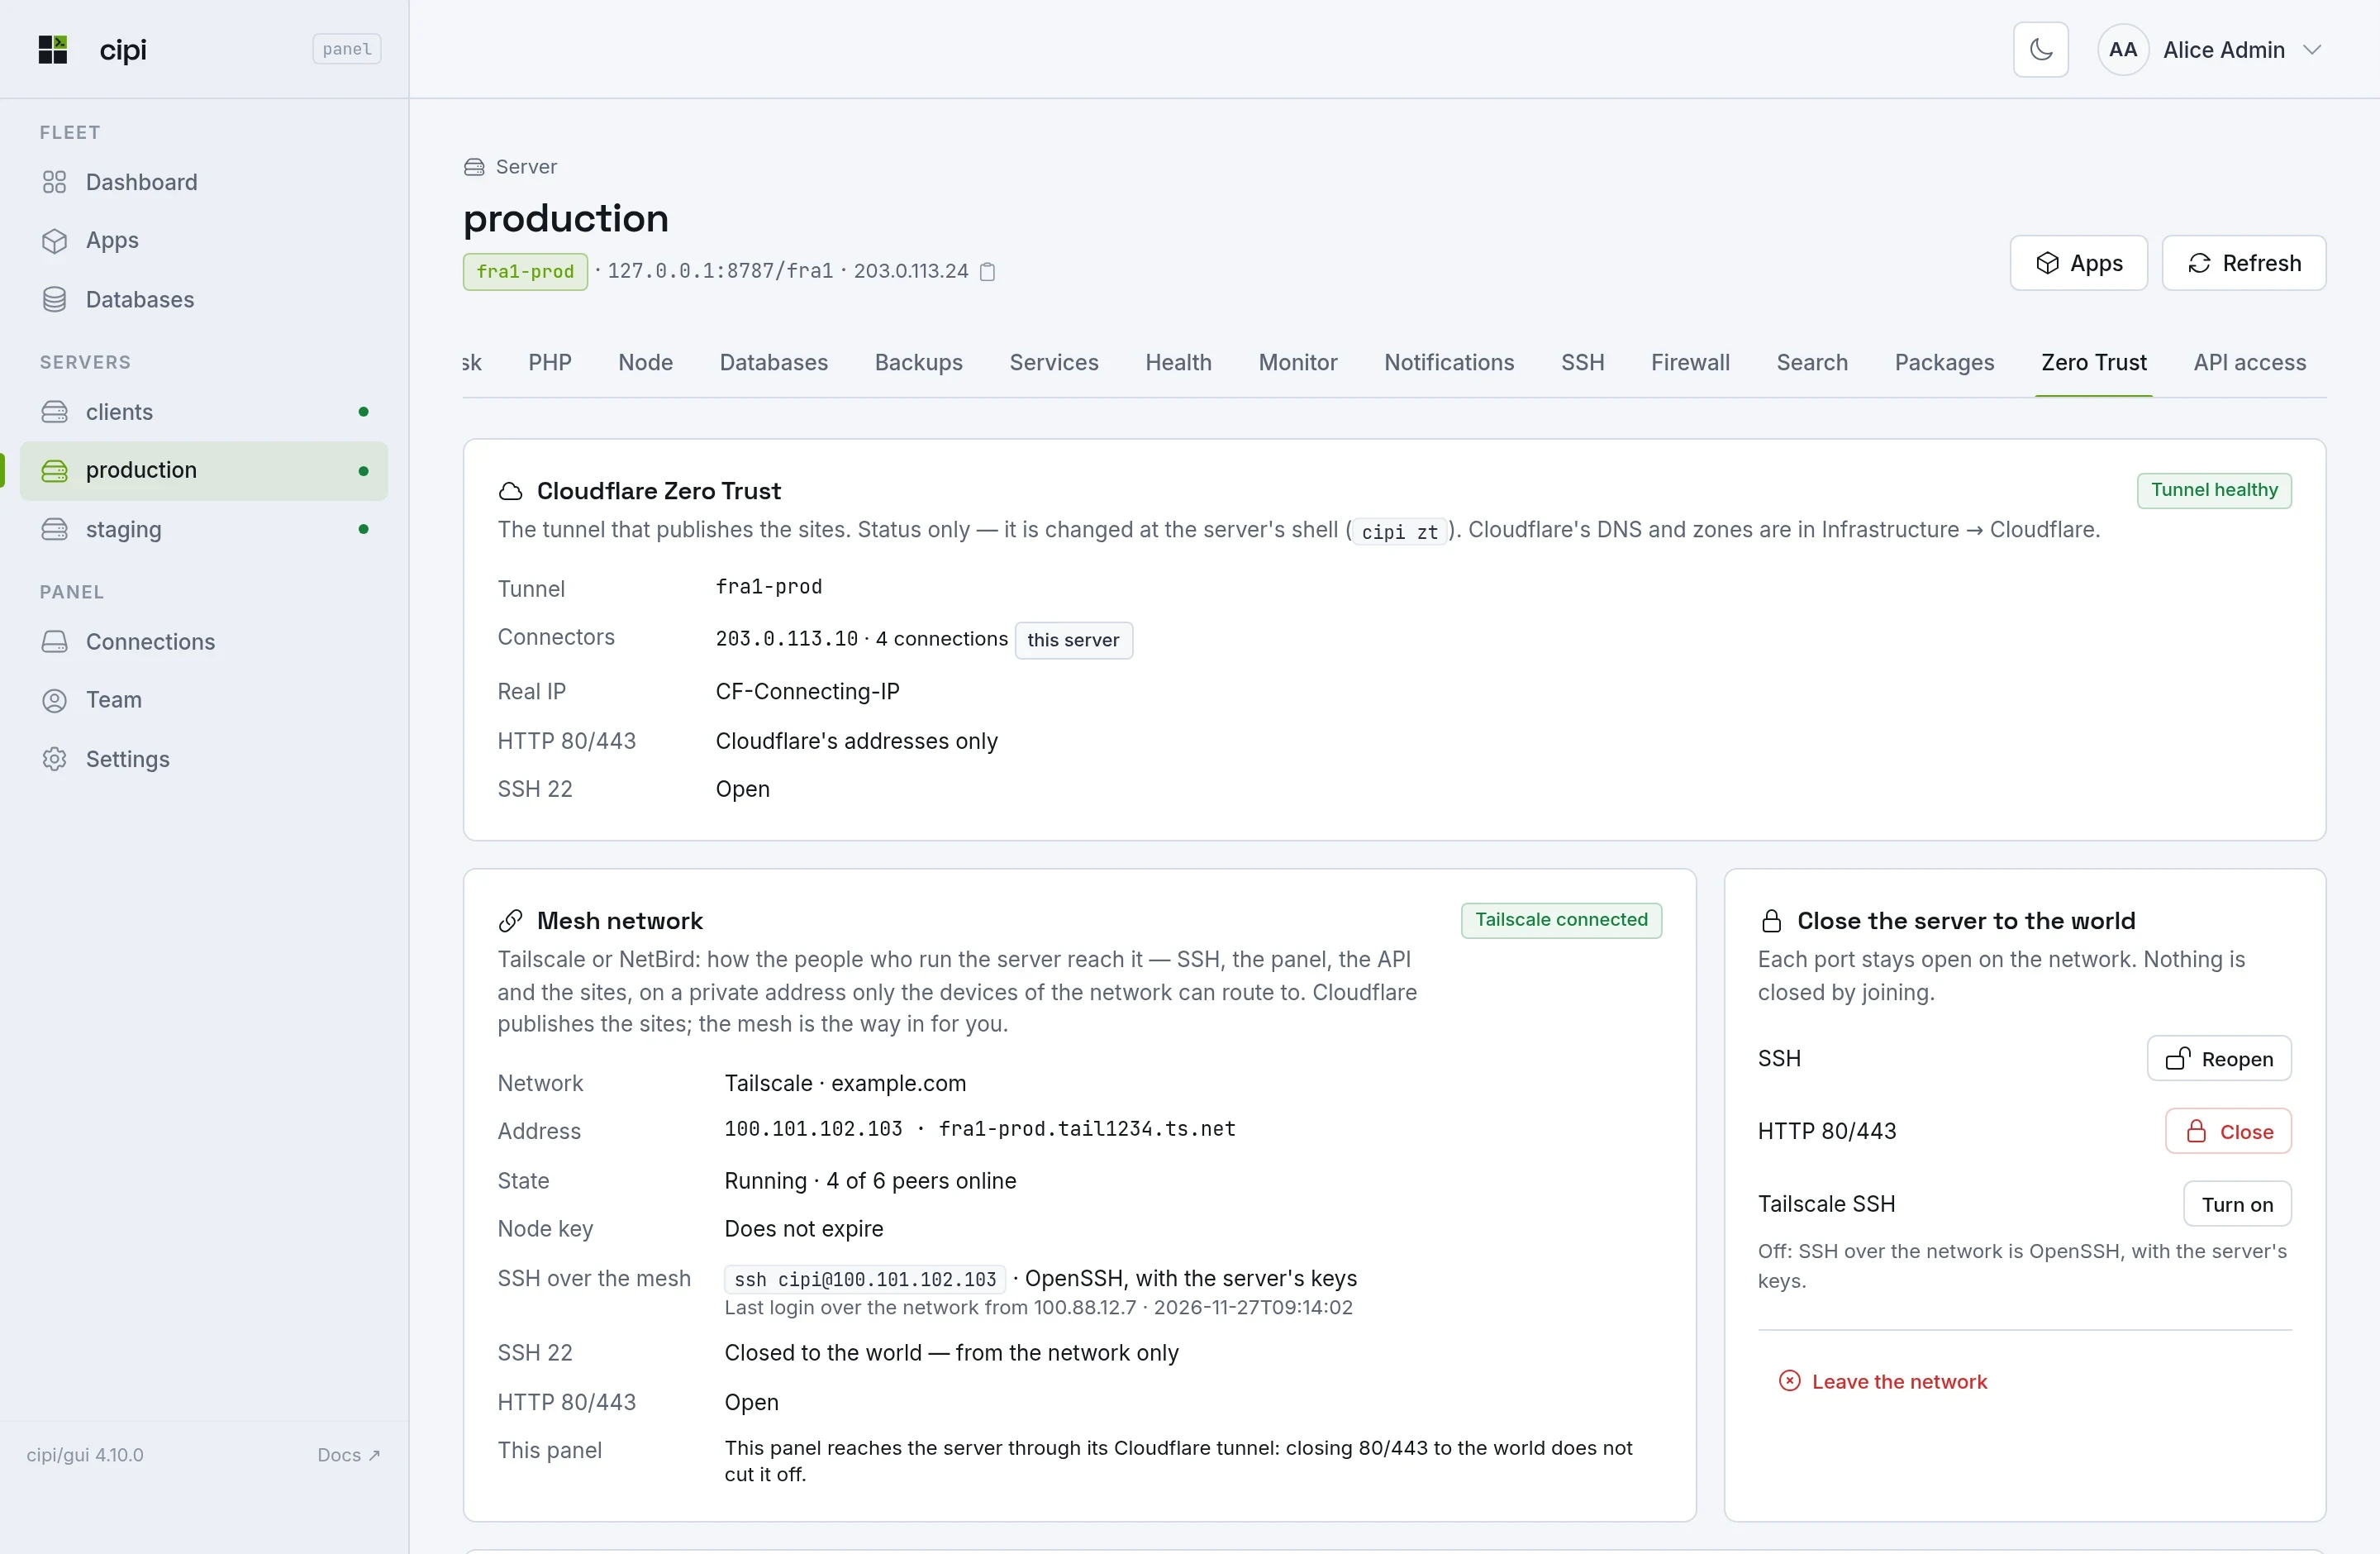 cipi
panel
FLEET
Dashboard
Apps
Databases
SERVERS
clients
production
staging
PANEL
Connections
Team
Settings
cipi/gui 4.10.0
Docs ↗
AA
Alice Admin
Server
production
fra1-prod · 127.0.0.1:8787/fra1 · 203.0.113.24
Apps
Refresh
sk
PHP
Node
Databases
Backups
Services
Health
Monitor
Notifications
SSH
Firewall
Search
Packages
Zero Trust
API access
Cloudflare Zero Trust
Tunnel healthy
The tunnel that publishes the sites. Status only — it is changed at the server's shell ( cipi zt ). Cloudflare's DNS and zones are in Infrastructure → Cloudflare.
Tunnel fra1-prod
Connectors 203.0.113.10 · 4 connections this server
Real IP CF-Connecting-IP
HTTP 80/443 Cloudflare's addresses only
SSH 22 Open
Mesh network
Tailscale connected
Tailscale or NetBird: how the people who run the server reach it — SSH, the panel, the API
and the sites, on a private address only the devices of the network can route to. Cloudflare
publishes the sites; the mesh is the way in for you.
Network Tailscale · example.com
Address 100.101.102.103 · fra1-prod.tail1234.ts.net
State Running · 4 of 6 peers online
Node key Does not expire
SSH over the mesh ssh cipi@100.101.102.103 · OpenSSH, with the server's keys
Last login over the network from 100.88.12.7 · 2026-11-27T09:14:02
SSH 22 Closed to the world — from the network only
HTTP 80/443 Open
This panel This panel reaches the server through its Cloudflare tunnel: closing 80/443 to the world does not
cut it off.
Close the server to the world
Each port stays open on the network. Nothing is
closed by joining.
SSH Reopen
HTTP 80/443 Close
Tailscale SSH Turn on
Off: SSH over the network is OpenSSH, with the server's
keys.
Leave the network